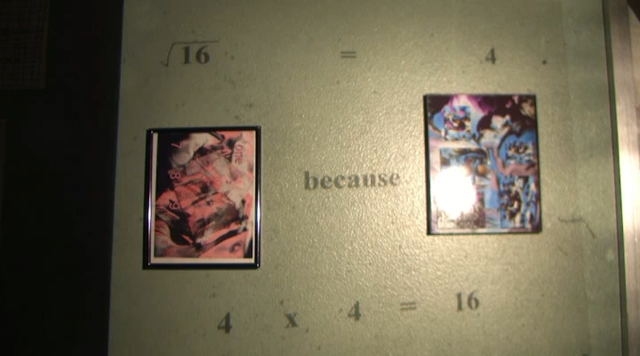 √16 = 4
because
4 x 4 = 16